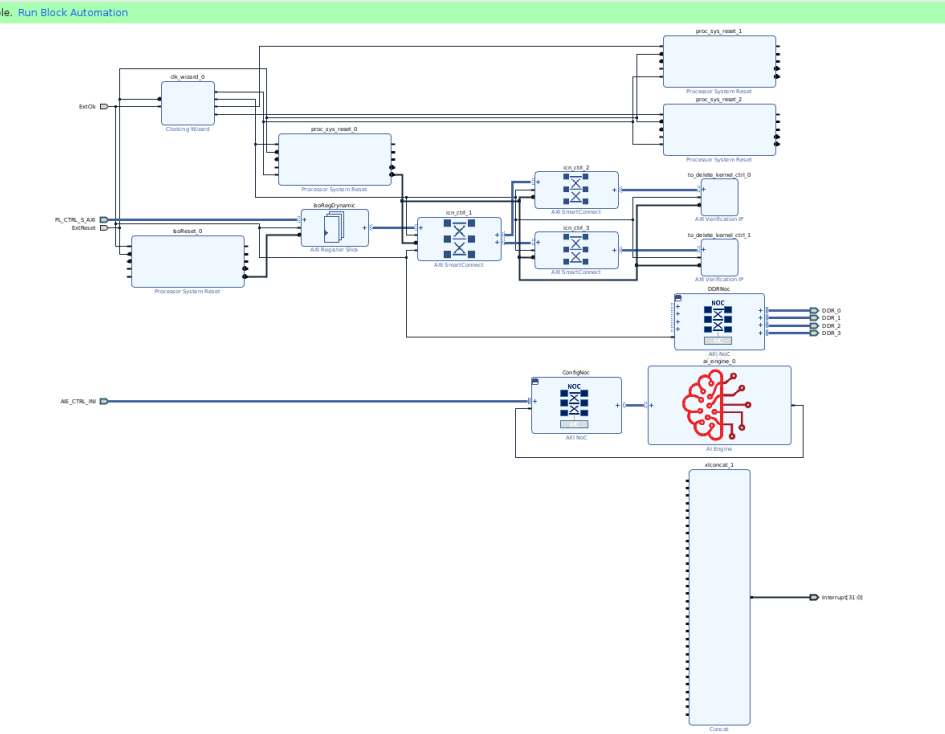 le. Run Block Automation
proc_sys_reset_1
Processor System Reset
clk_wizard_0
Clocking Wizard
ExtClk
proc_sys_reset_2
Processor System Reset
proc_sys_reset_0
Processor System Reset
icn_ctrl_2
AXI SmartConnect
to_delete_kernel_ctrl_0
AXI Verification IP
PL_CTRL_S_AXI
ExtReset
IsoRegDynamic
AXI Register Slice
icn_ctrl_1
AXI SmartConnect
icn_ctrl_3
AXI SmartConnect
to_delete_kernel_ctrl_1
AXI Verification IP
IsoReset_0
Processor System Reset
DDRNoc
NOC
AXI NoC
DDR_0
DDR_1
DDR_2
DDR_3
AIE_CTRL_INI
ConfigNoc
NOC
AXI NoC
ai_engine_0
AI Engine
xlconcat_1
Concat
Interrupt[31:0]